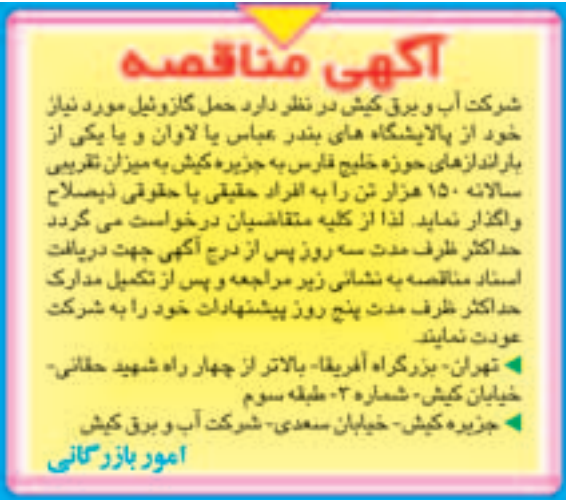 آگهی مناقصه
شرکت آب و برق کیش در نظر دارد حمل گازوئیل مورد نیاز
خود از پالایشگاه های بندر عباس یا لاوان و یا یکی از
باراندازهای حوزه خلیج فارس به جزیره کیش به میزان تقریبی
سالانه ۱۵۰ هزار تن را به افراد حقیقی یا حقوقی ذیصلاح
واگذار نماید. لذا از کلیه متقاضیان درخواست می گردد
حداکثر ظرف مدت سه روز پس از درج آگهی جهت دریافت
اسناد مناقصه به نشانی زیر مراجعه و پس از تکمیل مدارک
حداکثر ظرف مدت پنج روز پیشنهادات خود را به شرکت
عودت نمایند.
تهران- بزرگراه آفریقا- بالاتر از چهار راه شهید حقانی-
خیابان کیش- شماره ۳- طبقه سوم
جزیره کیش- خیابان سعدی- شرکت آب و برق کیش
امور بازرگانی